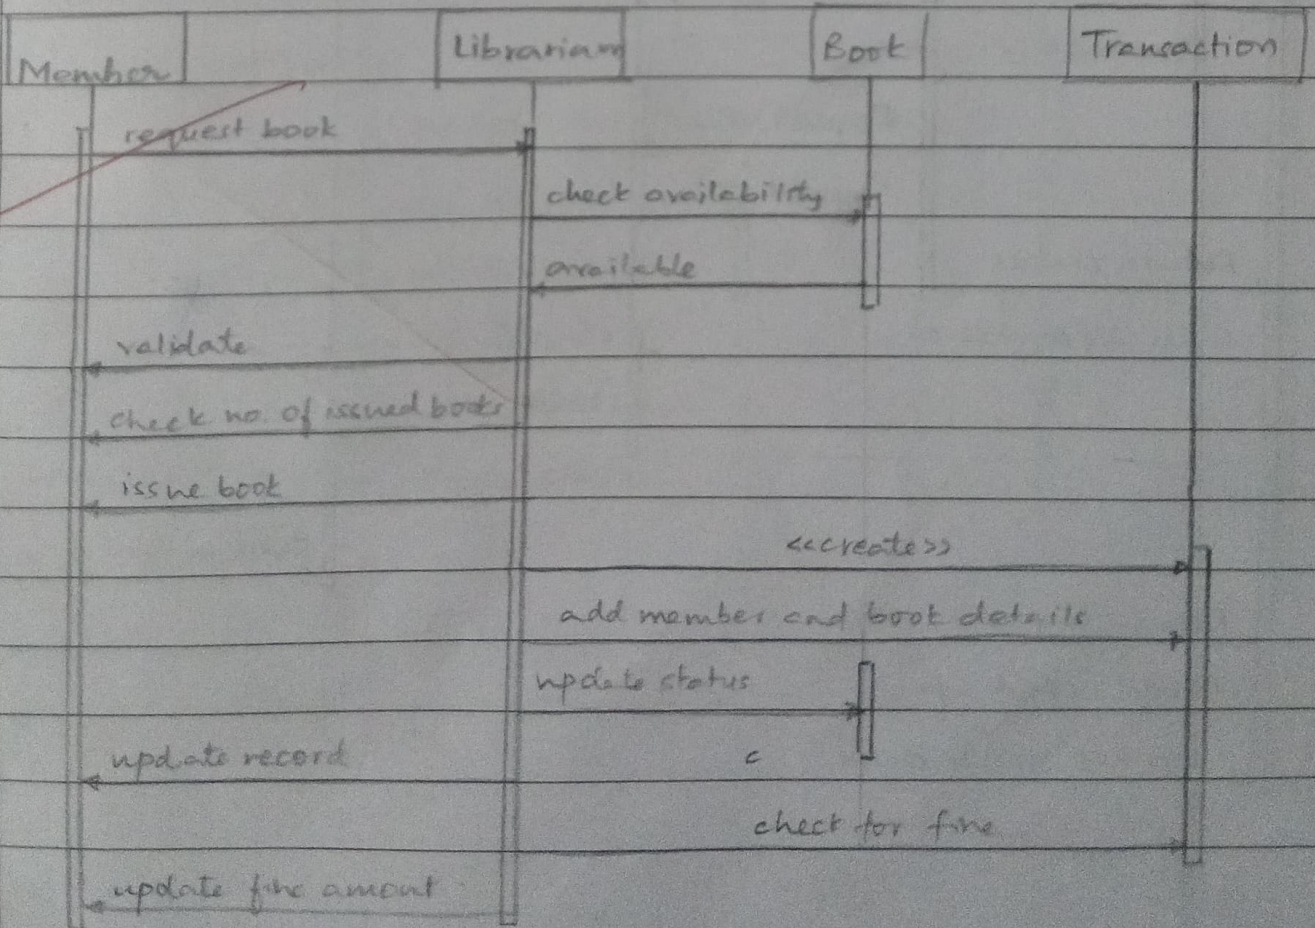 Member
Librariam
Book
Transaction
request book
check availability
available
validate
check no. of issued books
issue book
<<create>>
add member and book details
update status
update record
c
check for fine
update fine amount